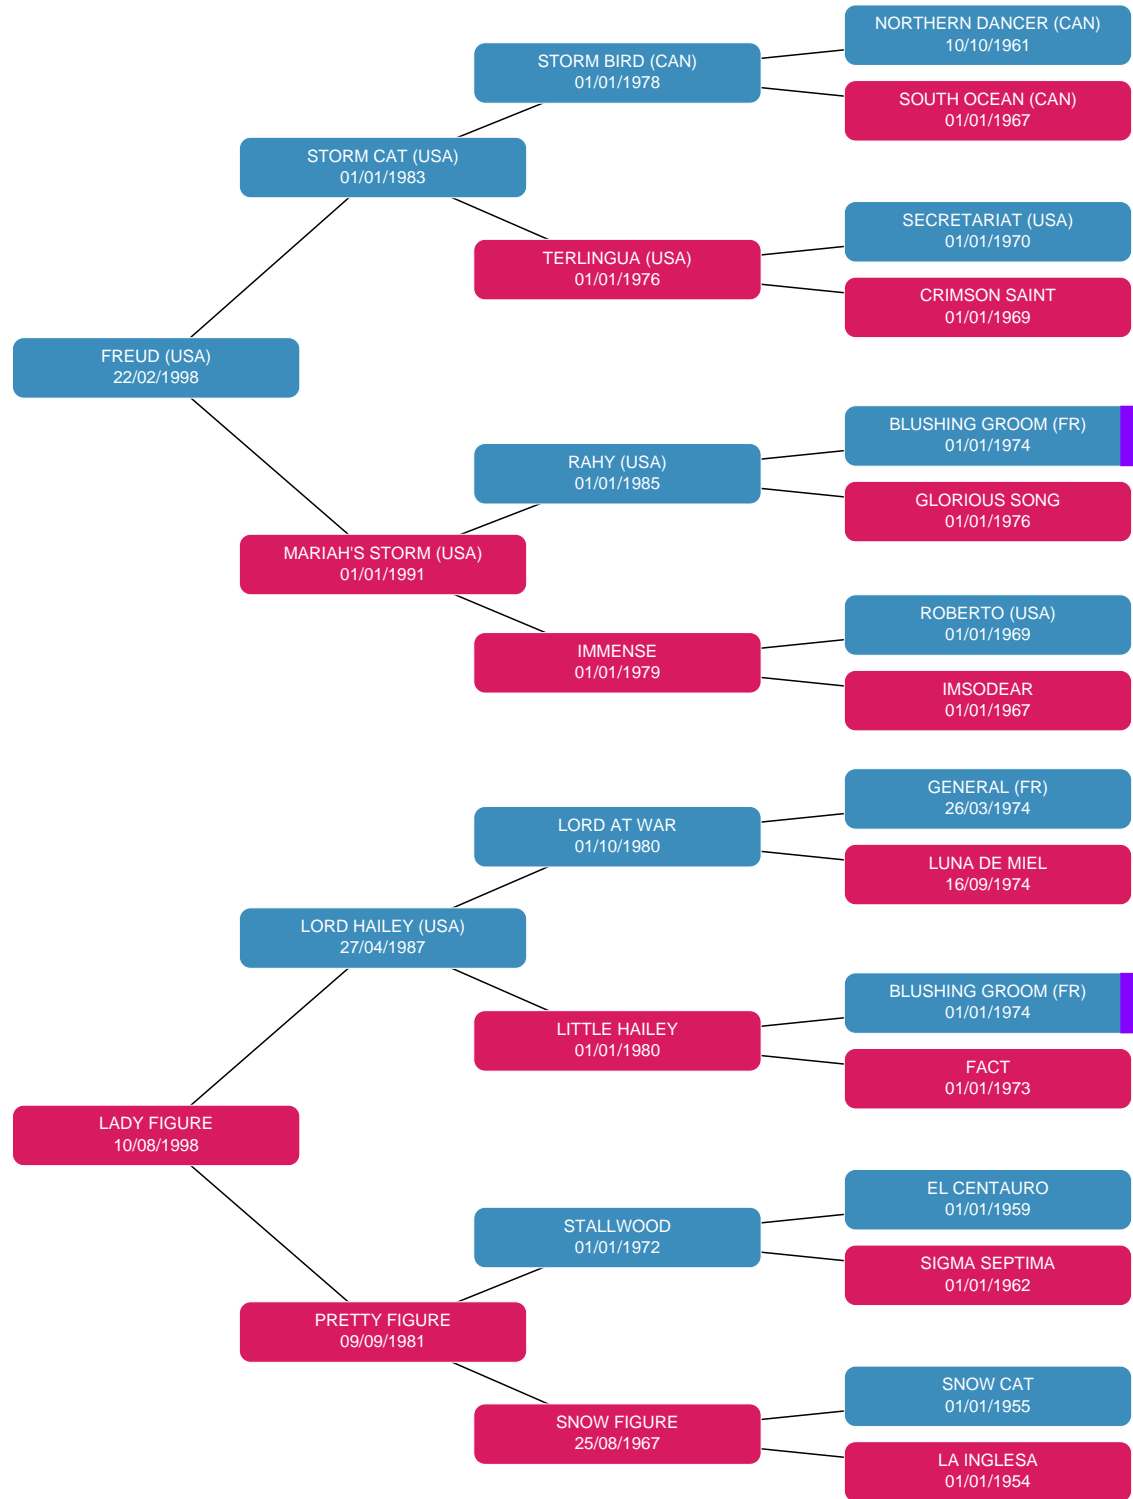 NORTHERN DANCER (CAN)
10/10/1961
STORM BIRD (CAN)
01/01/1978
SOUTH OCEAN (CAN)
01/01/1967
STORM CAT (USA)
01/01/1983
SECRETARIAT (USA)
01/01/1970
TERLINGUA (USA)
01/01/1976
CRIMSON SAINT
01/01/1969
FREUD (USA)
22/02/1998
BLUSHING GROOM (FR)
01/01/1974
RAHY (USA)
01/01/1985
GLORIOUS SONG
01/01/1976
MARIAH'S STORM (USA)
01/01/1991
ROBERTO (USA)
01/01/1969
IMMENSE
01/01/1979
IMSODEAR
01/01/1967
GENERAL (FR)
26/03/1974
LORD AT WAR
01/10/1980
LUNA DE MIEL
16/09/1974
LORD HAILEY (USA)
27/04/1987
BLUSHING GROOM (FR)
01/01/1974
LITTLE HAILEY
01/01/1980
FACT
01/01/1973
LADY FIGURE
10/08/1998
EL CENTAURO
01/01/1959
STALLWOOD
01/01/1972
SIGMA SEPTIMA
01/01/1962
PRETTY FIGURE
09/09/1981
SNOW CAT
01/01/1955
SNOW FIGURE
25/08/1967
LA INGLESA
01/01/1954